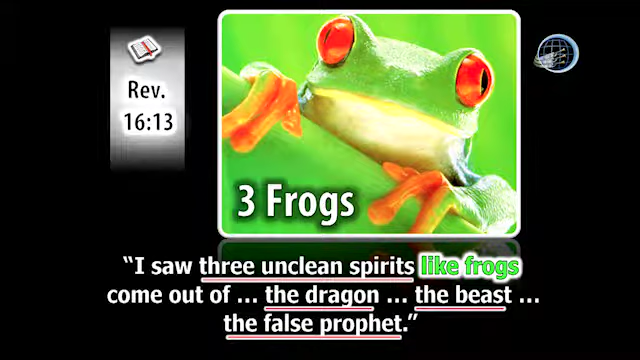 Rev.
16:13
3 Frogs
“I saw three unclean spirits like frogs
come out of ... the dragon ... the beast ...
the false prophet.”